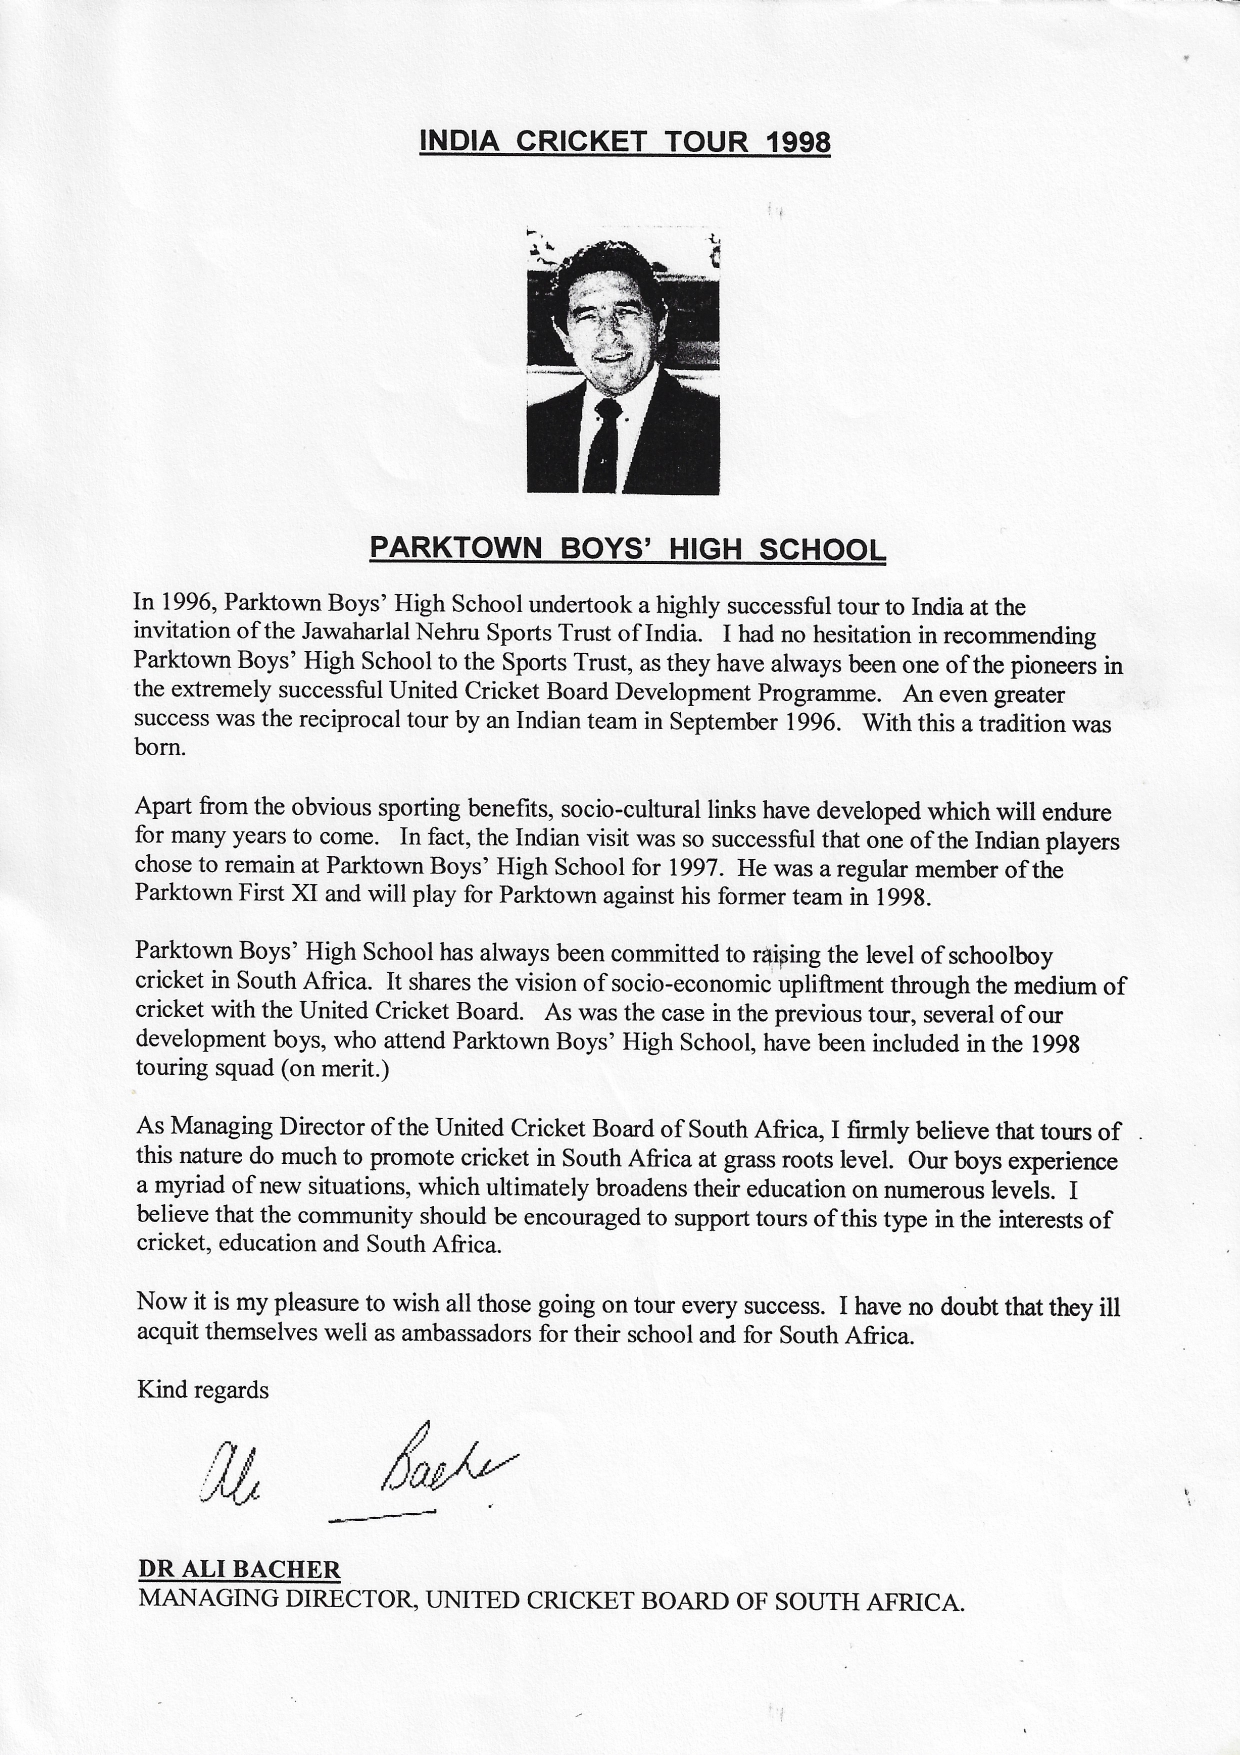 INDIA CRICKET TOUR 1998
PARKTOWN BOYS’ HIGH SCHOOL
In 1996, Parktown Boys’ High School undertook a highly successful tour to India at the
invitation of the Jawaharlal Nehru Sports Trust of India. I had no hesitation in recommending
Parktown Boys’ High School to the Sports Trust, as they have always been one of the pioneers in
the extremely successful United Cricket Board Development Programme. An even greater
success was the reciprocal tour by an Indian team in September 1996. With this a tradition was
born.
Apart from the obvious sporting benefits, socio-cultural links have developed which will endure
for many years to come. In fact, the Indian visit was so successful that one of the Indian players
chose to remain at Parktown Boys’ High School for 1997. He was a regular member of the
Parktown First XI and will play for Parktown against his former team in 1998.
Parktown Boys’ High School has always been committed to raising the level of schoolboy
cricket in South Africa. It shares the vision of socio-economic upliftment through the medium of
cricket with the United Cricket Board. As was the case in the previous tour, several of our
development boys, who attend Parktown Boys’ High School, have been included in the 1998
touring squad (on merit.)
As Managing Director of the United Cricket Board of South Africa, I firmly believe that tours of
this nature do much to promote cricket in South Africa at grass roots level. Our boys experience
a myriad of new situations, which ultimately broadens their education on numerous levels. I
believe that the community should be encouraged to support tours of this type in the interests of
cricket, education and South Africa.
Now it is my pleasure to wish all those going on tour every success. I have no doubt that they ill
acquit themselves well as ambassadors for their school and for South Africa.
Kind regards
Ali Bacher
DR ALI BACHER
MANAGING DIRECTOR, UNITED CRICKET BOARD OF SOUTH AFRICA.